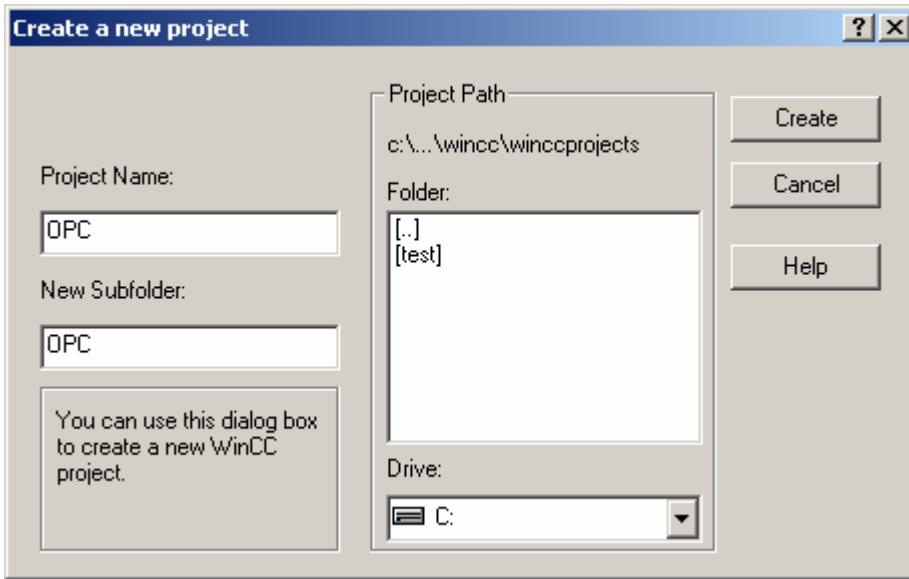 Create a new project
Project Name:
OPC
New Subfolder:
OPC
You can use this dialog box
to create a new WinCC
project.
Project Path
c:\...\wincc\winccprojects
Folder:
[..]
[test]
Drive:
C:
Create
Cancel
Help